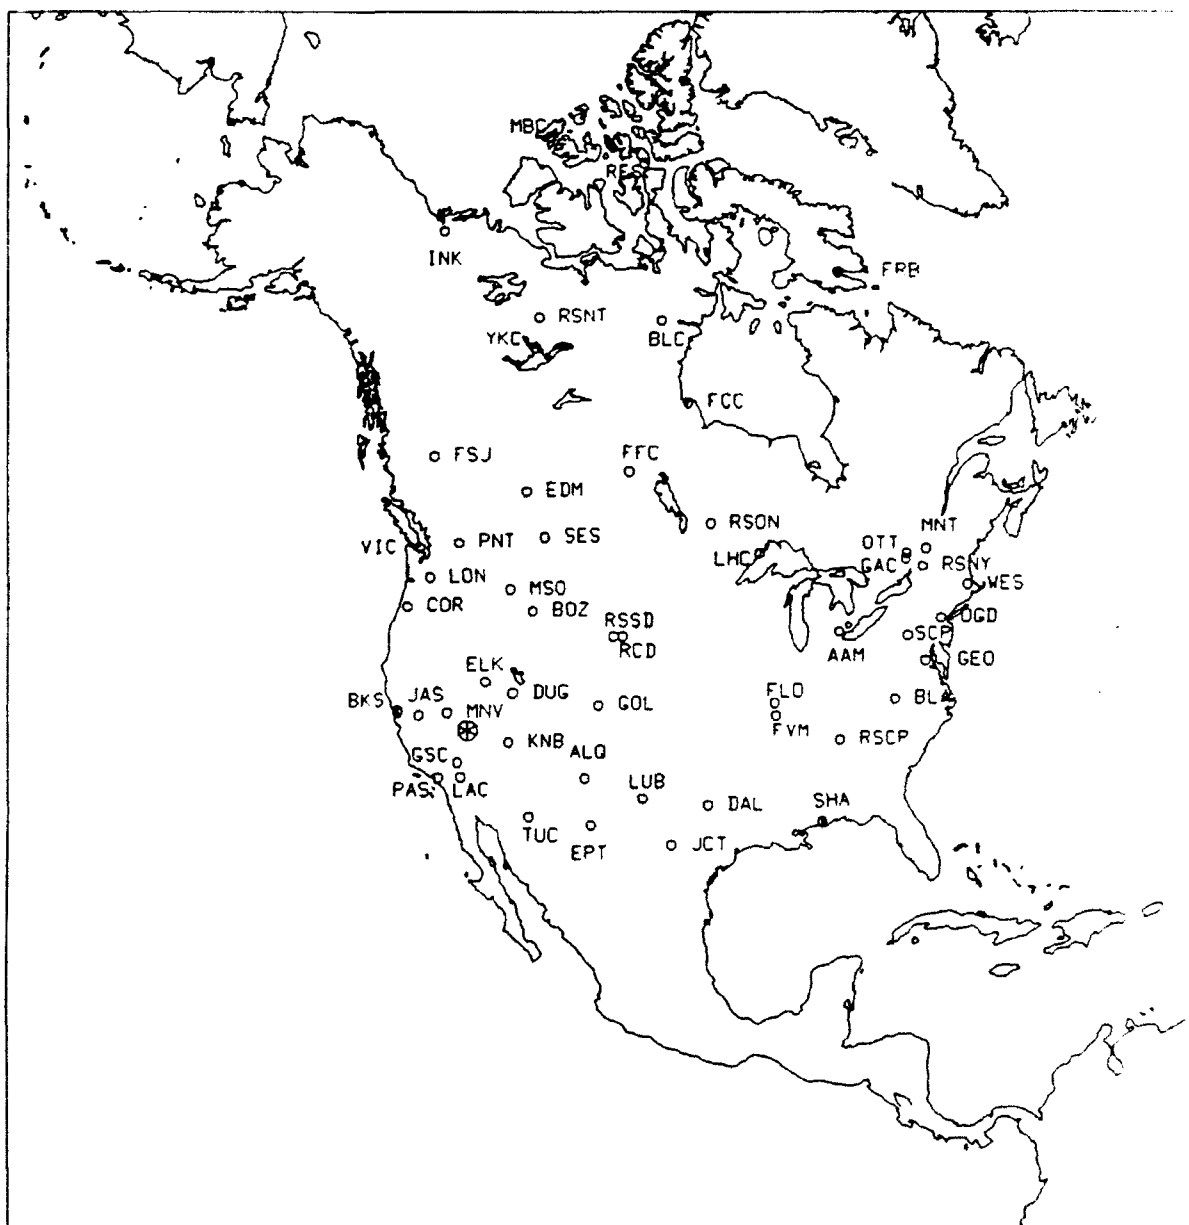 MBC
RES
INK
FRB
RSNT
YKC
BLC
FCC
FSJ
FFC
EDM
RSON
MNT
VIC
PNT
SES
LHC
OTT
GAC
RSNY
LON
MSO
WES
COR
BOZ
RSSD
OGD
RCD
SCP
AAM
GEO
ELK
BKS
JAS
DUG
MNV
GOL
FLO
BLA
FVM
KNB
ALQ
RSCP
GSC
PAS
LAC
LUB
DAL
SHA
TUC
EPT
JCT